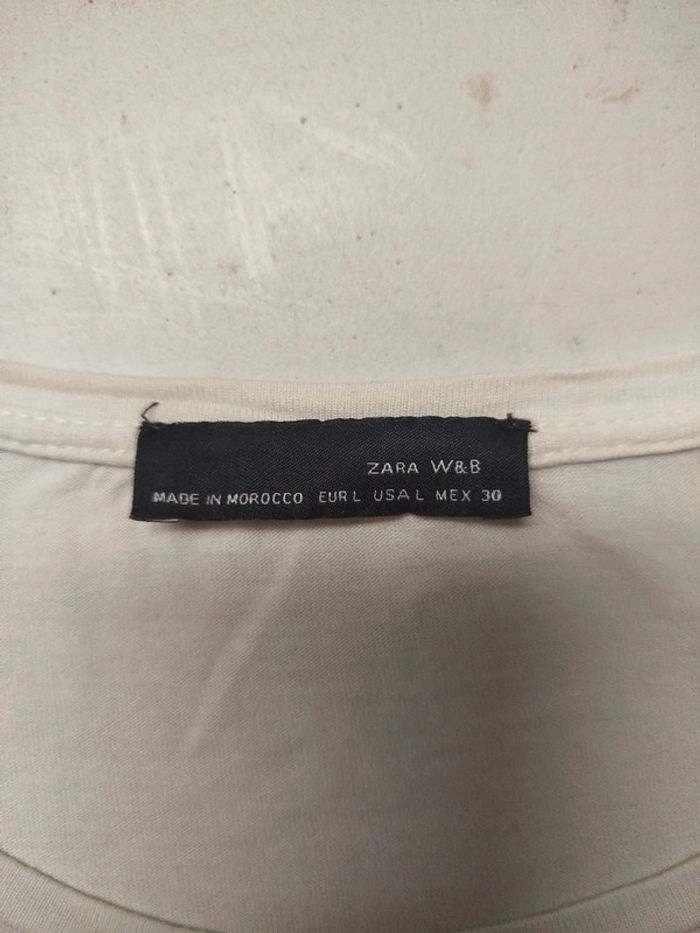 ZARA W&B
MADE IN MOROCCO EUR L USA L MEX 30